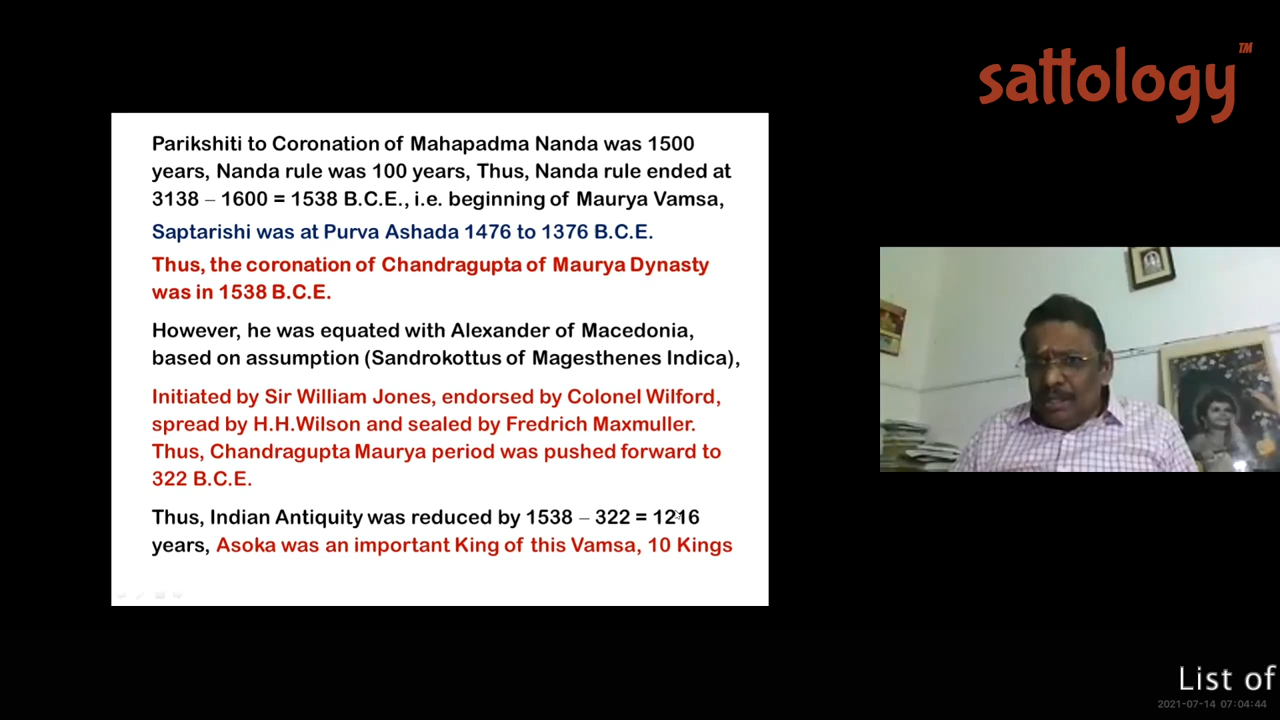 sattology™
Parikshiti to Coronation of Mahapadma Nanda was 1500
years, Nanda rule was 100 years, Thus, Nanda rule ended at
3138 – 1600 = 1538 B.C.E., i.e. beginning of Maurya Vamsa,
Saptarishi was at Purva Ashada 1476 to 1376 B.C.E.
Thus, the coronation of Chandragupta of Maurya Dynasty
was in 1538 B.C.E.
However, he was equated with Alexander of Macedonia,
based on assumption (Sandrokottus of Magesthenes Indica),
Initiated by Sir William Jones, endorsed by Colonel Wilford,
spread by H.H.Wilson and sealed by Fredrich Maxmuller.
Thus, Chandragupta Maurya period was pushed forward to
322 B.C.E.
Thus, Indian Antiquity was reduced by 1538 – 322 = 1216
years, Asoka was an important King of this Vamsa, 10 Kings
List of
2021-07-14 07:04:44